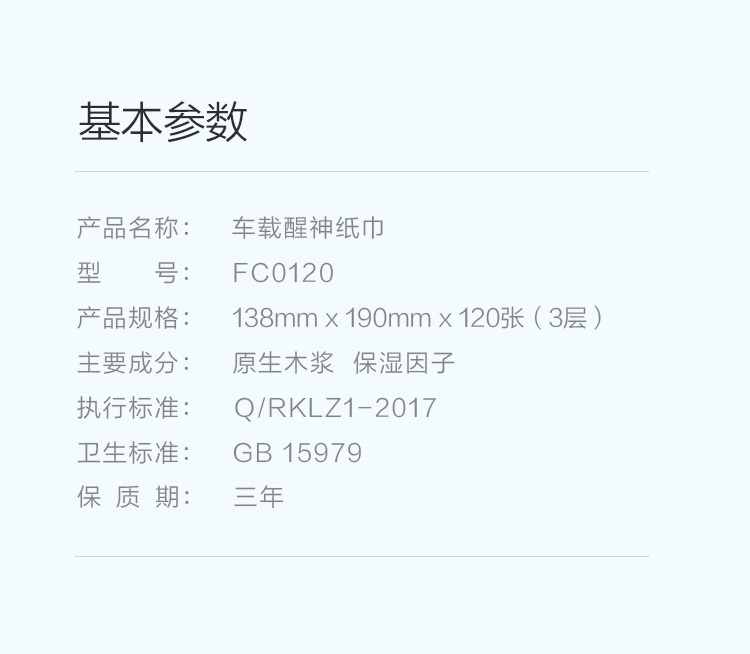 基本参数
产品名称： 车载醒神纸巾
型 号： FC0120
产品规格： 138mm x 190mm x 120张（3层）
主要成分： 原生木浆 保湿因子
执行标准： Q/RKLZ1-2017
卫生标准： GB 15979
保 质 期： 三年